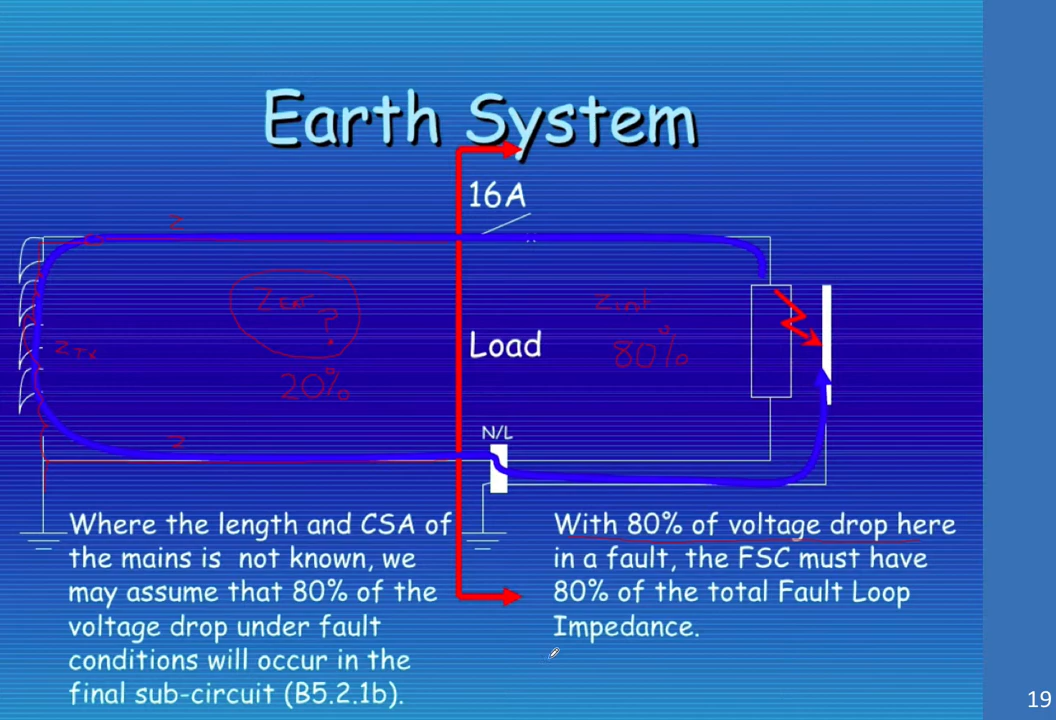 Earth System
16A
Z
Zext
?
Zint
ZTX
Load
80%
20%
Z
N/L
Where the length and CSA of
the mains is not known, we
may assume that 80% of the
voltage drop under fault
conditions will occur in the
final sub-circuit (B5.2.1b).
With 80% of voltage drop here
in a fault, the FSC must have
80% of the total Fault Loop
Impedance.
19